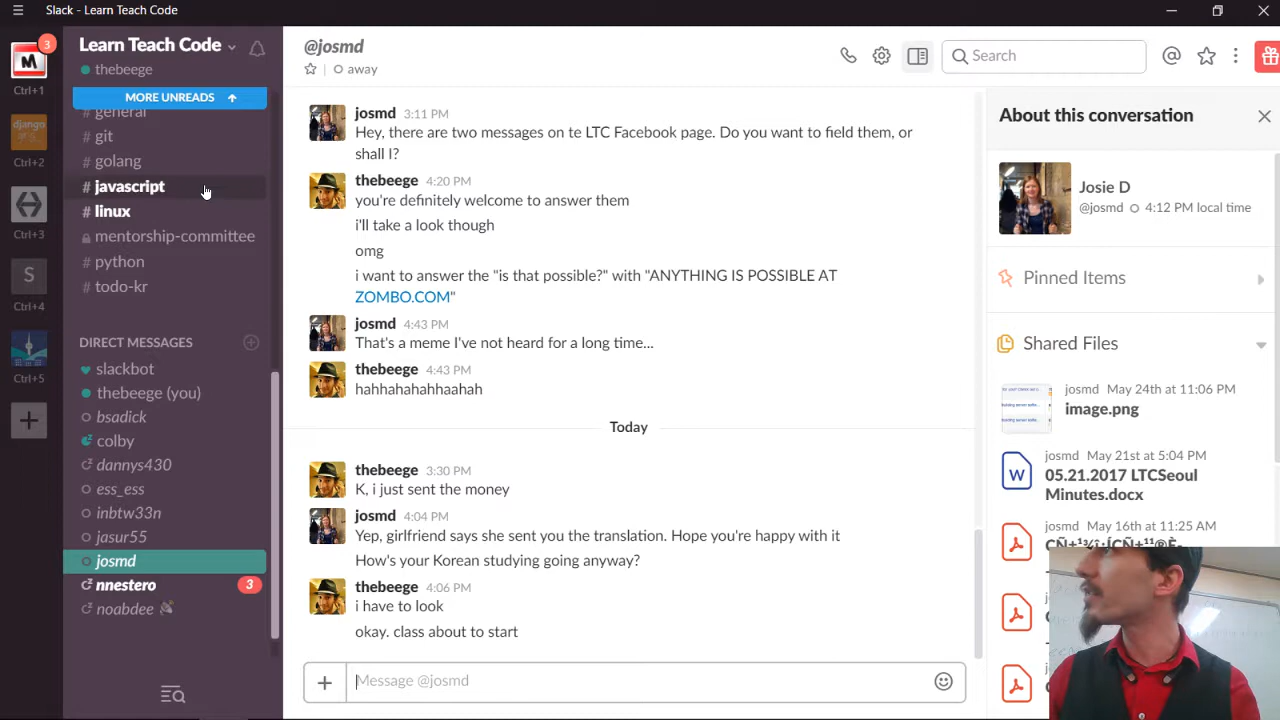 Slack - Learn Teach Code
3
M
Ctrl+1
django
Ctrl+2
Ctrl+3
S
Ctrl+4
Ctrl+5
Learn Teach Code
thebeege
MORE UNREADS
# general
# git
# golang
# javascript
# linux
mentorship-committee
# python
# todo-kr
DIRECT MESSAGES
slackbot
thebeege (you)
bsadick
colby
dannys430
ess_ess
inbtw33n
jasur55
josmd
nnestero 3
noabdee
@josmd
away
Search
josmd 3:11 PM
Hey, there are two messages on te LTC Facebook page. Do you want to field them, or
shall I?
thebeege 4:20 PM
you're definitely welcome to answer them
i'll take a look though
omg
i want to answer the "is that possible?" with "ANYTHING IS POSSIBLE AT
ZOMBO.COM"
josmd 4:43 PM
That's a meme I've not heard for a long time...
thebeege 4:43 PM
hahhahahahhaahah
Today
thebeege 3:30 PM
K, i just sent the money
josmd 4:04 PM
Yep, girlfriend says she sent you the translation. Hope you're happy with it
How's your Korean studying going anyway?
thebeege 4:06 PM
i have to look
okay. class about to start
Message @josmd
About this conversation
Josie D
@josmd 4:12 PM local time
Pinned Items
Shared Files
josmd May 24th at 11:06 PM
image.png
josmd May 21st at 5:04 PM
W
05.21.2017 LTCSeoul
Minutes.docx
josmd May 16th at 11:25 AM